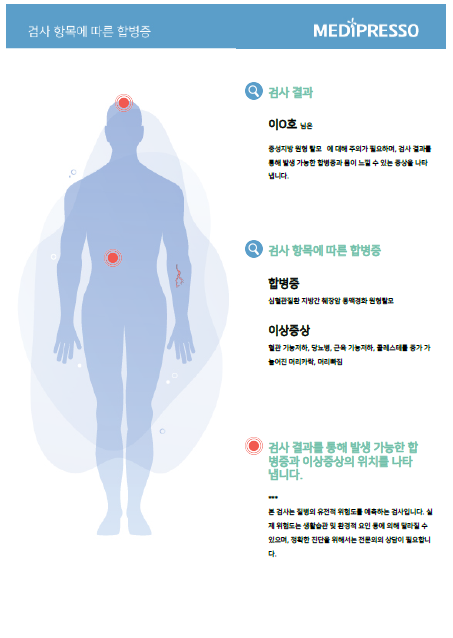 검사 항목에 따른 합병증
MEDIPRESSO
검사 결과
이O호 님은
중성지방 원형 탈모 에 대해 주의가 필요하며, 검사 결과를
통해 발생 가능한 합병증과 몸이 느낄 수 있는 증상을 나타
냅니다.
검사 항목에 따른 합병증
합병증
심혈관질환 지방간 췌장암 동맥경화 원형탈모
이상증상
혈관 기능저하, 당뇨병, 근육 기능저하, 콜레스테롤 증가 가
늘어진 머리카락, 머리빠짐
검사 결과를 통해 발생 가능한 합
병증과 이상증상의 위치를 나타
냅니다.
***
본 검사는 질병의 유전적 위험도를 예측하는 검사입니다. 실
제 위험도는 생활습관 및 환경적 요인 등에 의해 달라질 수
있으며, 정확한 진단을 위해서는 전문의의 상담이 필요합니
다.